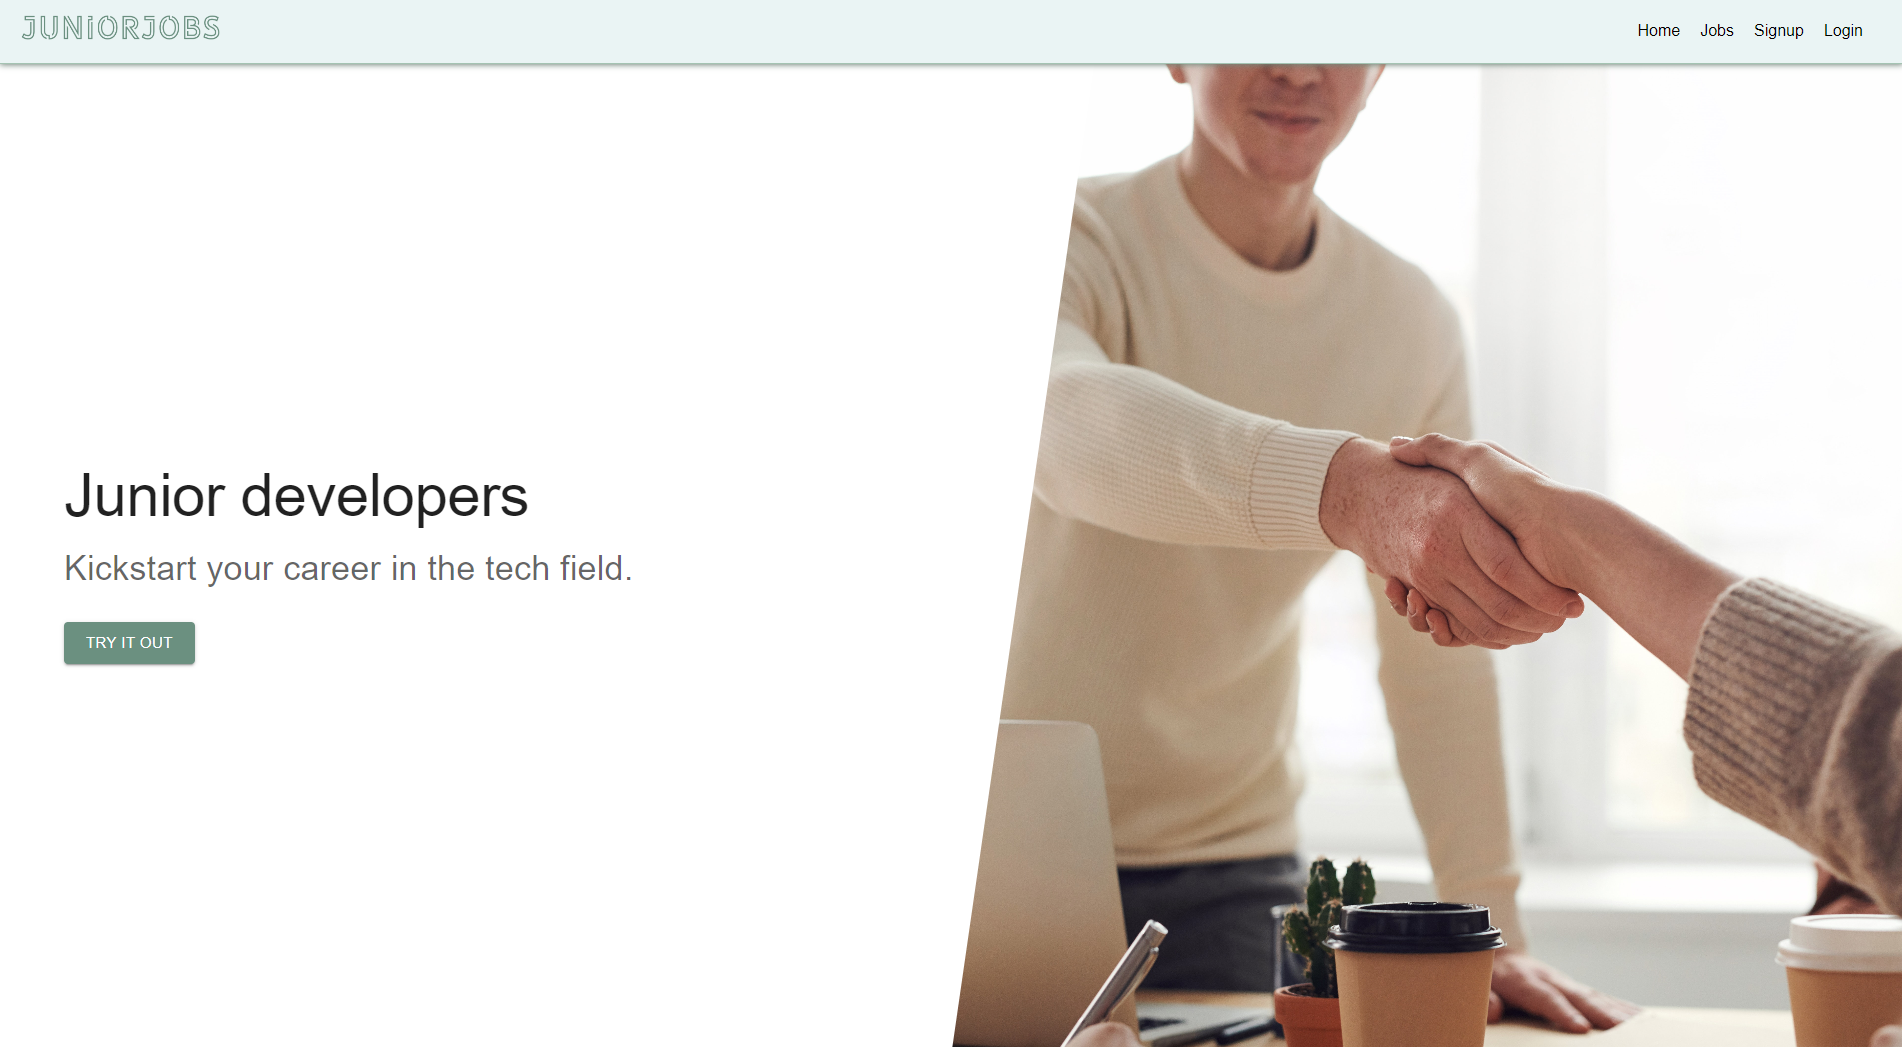 JUNiORJOBS
Home Jobs Signup Login
Junior developers
Kickstart your career in the tech field.
TRY IT OUT